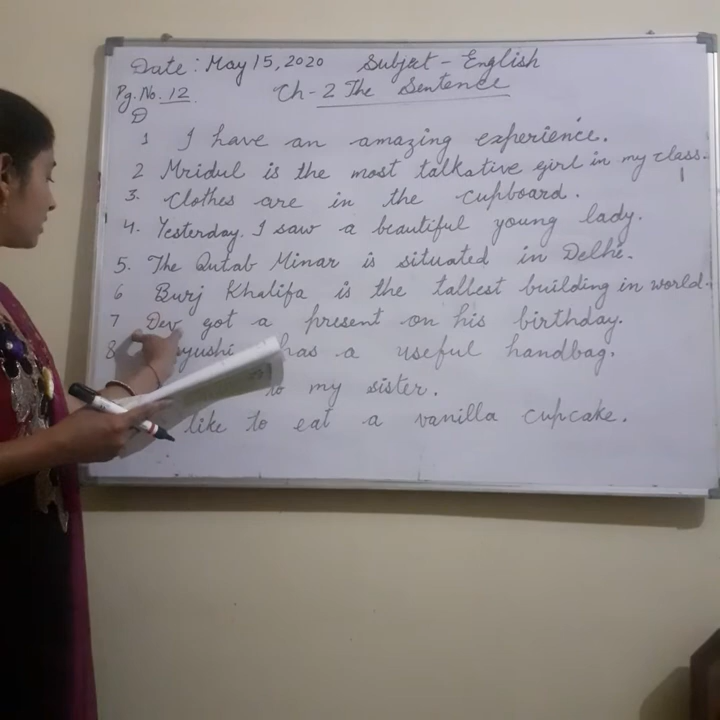 Date: May 15, 2020 Subject - English
Pg. No. 12 Ch-2 The Sentence
D
1 I have an amazing experience.
2 Mridul is the most talkative girl in my class.
3. Clothes are in the cupboard.
4. Yesterday. I saw a beautiful young lady.
5. The Qutab Minar is situated in Delhi.
6 Burj Khalifa is the tallest building in world.
7 Dev got a present on his birthday.
8 has a useful handbag.
to my sister.
like to eat a vanilla cupcake.